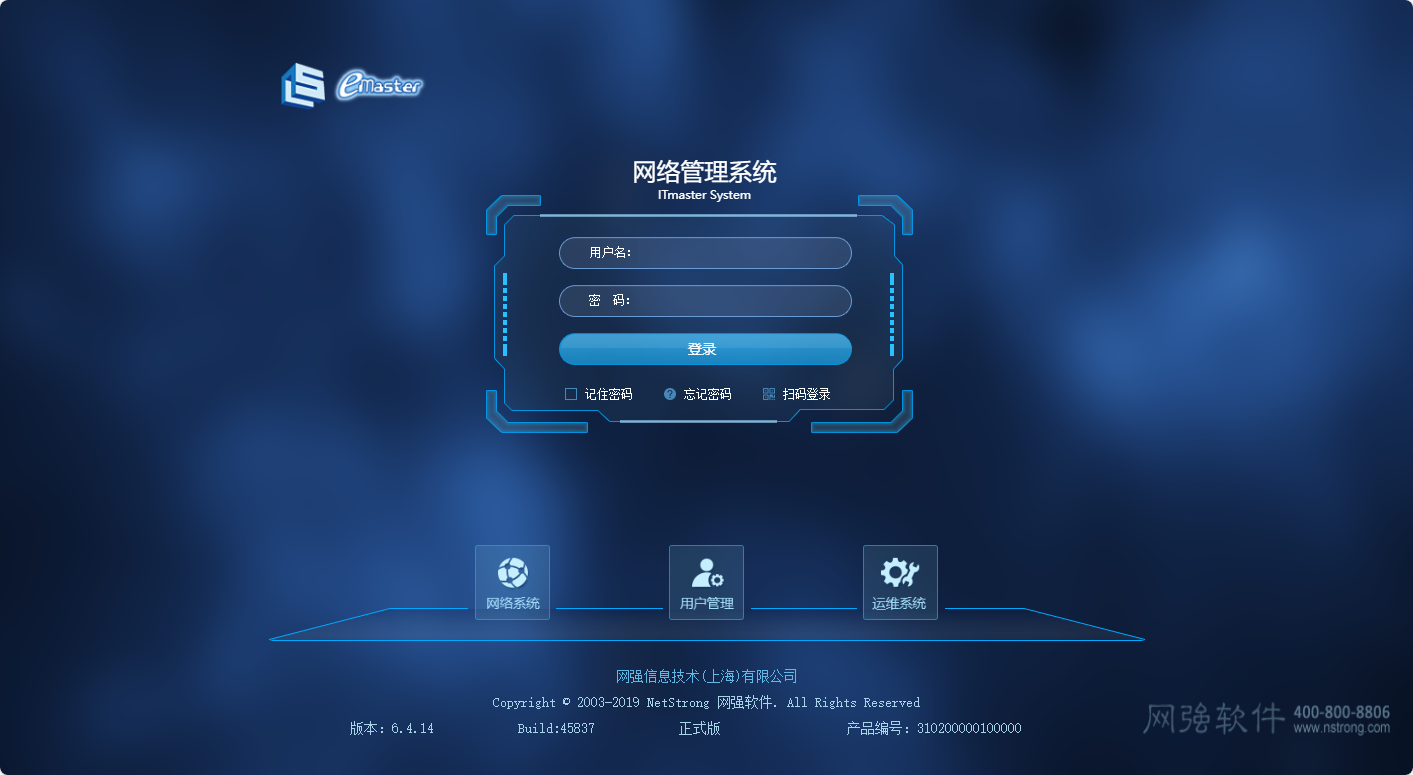 eMaster
网络管理系统
ITmaster System
用户名:
密 码:
登录
记住密码 ? 忘记密码 扫码登录
网络系统 用户管理 运维系统
网强信息技术(上海)有限公司
Copyright © 2003-2019 NetStrong 网强软件. All Rights Reserved
版本: 6.4.14 Build:45837 正式版 产品编号: 310200000100000
网强软件 400-800-8806
www.nstrong.com